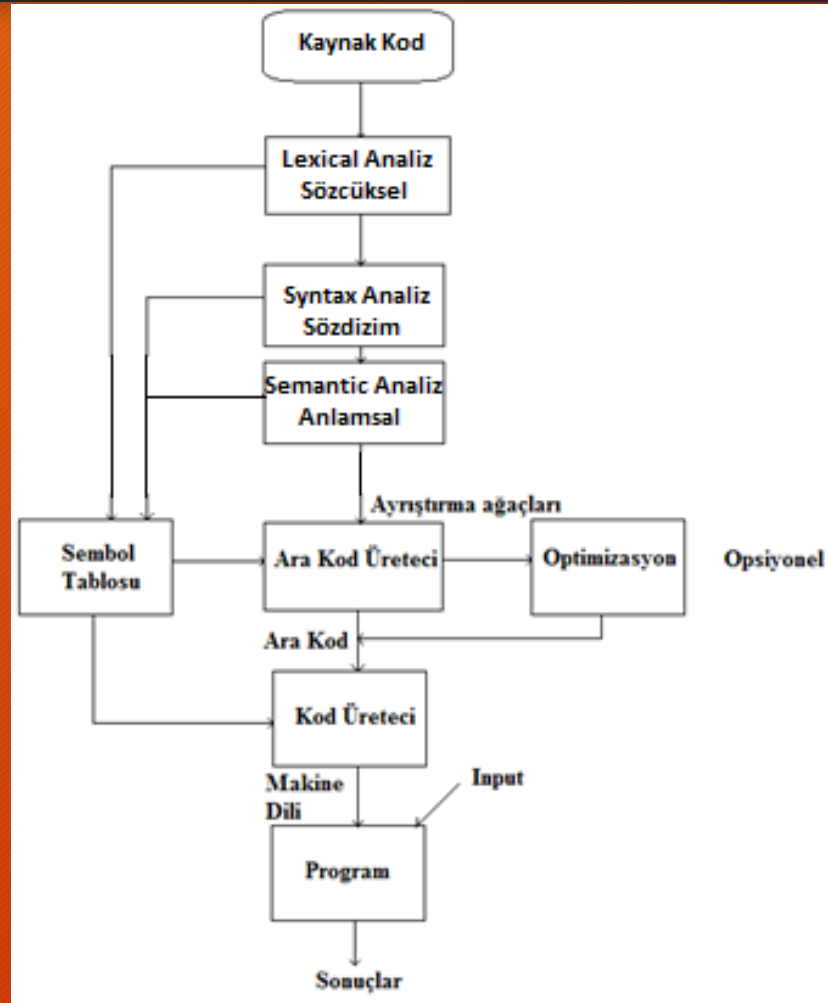 Kaynak Kod
Lexical Analiz
Sözcüksel
Syntax Analiz
Sözdizim
Semantic Analiz
Anlamsal
Ayrıştırma ağaçları
Sembol
Tablosu
Ara Kod Üreteci
Optimizasyon
Opsiyonel
Ara Kod
Kod Üreteci
Makine
Dili
Input
Program
Sonuçlar